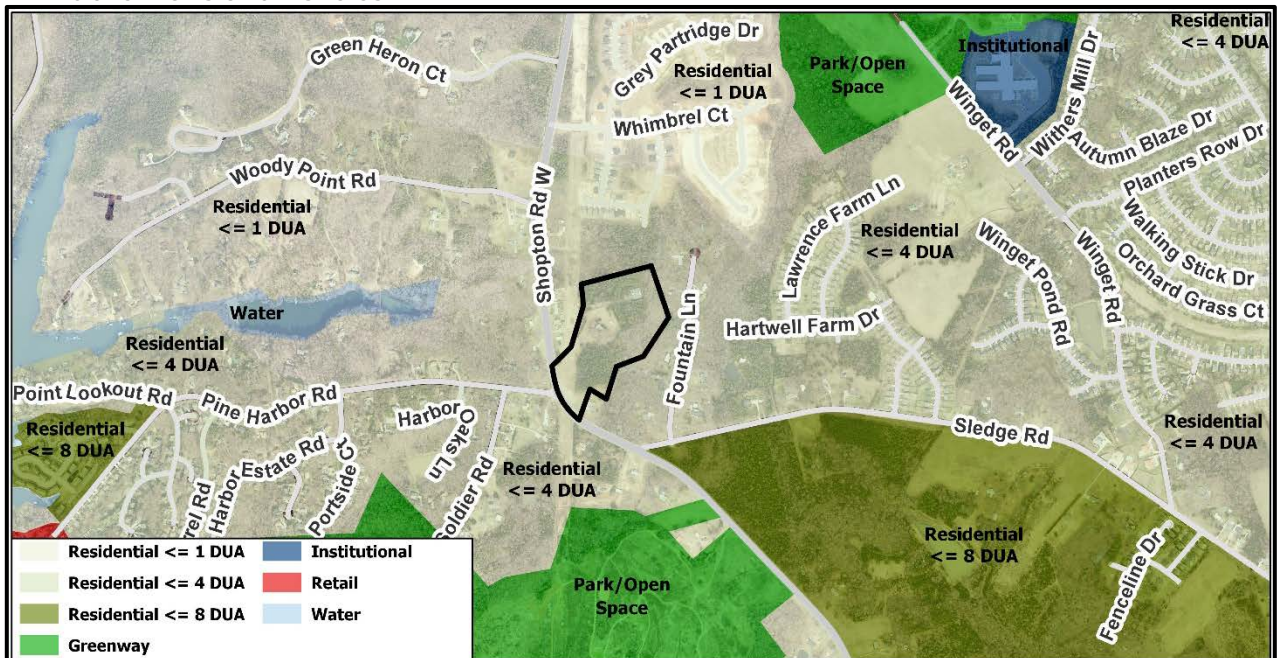 Green Heron Ct
Grey Partridge Dr
Residential
<= 1 DUA
Whimbrel Ct
Park/Open
Space
Institutional
Winget Rd
Withers Mill Dr
Residential
<= 4 DUA
Autumn Blaze Dr
Planters Row Dr
Walking Stick Dr
Orchard Grass Ct
Woody Point Rd
Residential
<= 1 DUA
Shopton Rd W
Lawrence Farm Ln
Residential
<= 4 DUA
Winget Pond Rd
Winget Rd
Water
Fountain Ln
Hartwell Farm Dr
Residential
<= 4 DUA
Point Lookout Rd
Pine Harbor Rd
Harbor
Oaks Ln
Residential
<= 8 DUA
Harbor
Estate Rd
Portside Ct
Soldier Rd
Residential
<= 4 DUA
Sledge Rd
Residential
<= 4 DUA
Residential
<= 8 DUA
Fenceline Dr
Park/Open
Space
Residential <= 1 DUA
Residential <= 4 DUA
Residential <= 8 DUA
Greenway
Institutional
Retail
Water